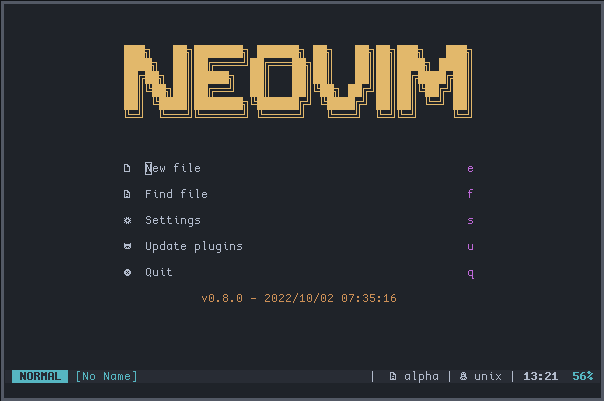 NEOVIM
New file e
Find file f
Settings s
Update plugins u
Quit q
v0.8.0 - 2022/10/02 07:35:16
NORMAL [No Name] | alpha | unix | 13:21 56%